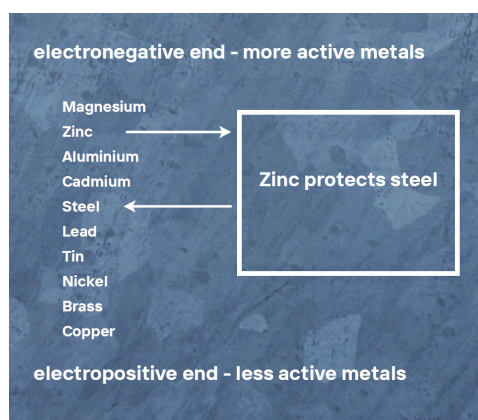 electronegative end - more active metals
Magnesium
Zinc
Aluminium
Cadmium
Steel
Lead
Tin
Nickel
Brass
Copper
Zinc protects steel
electropositive end - less active metals